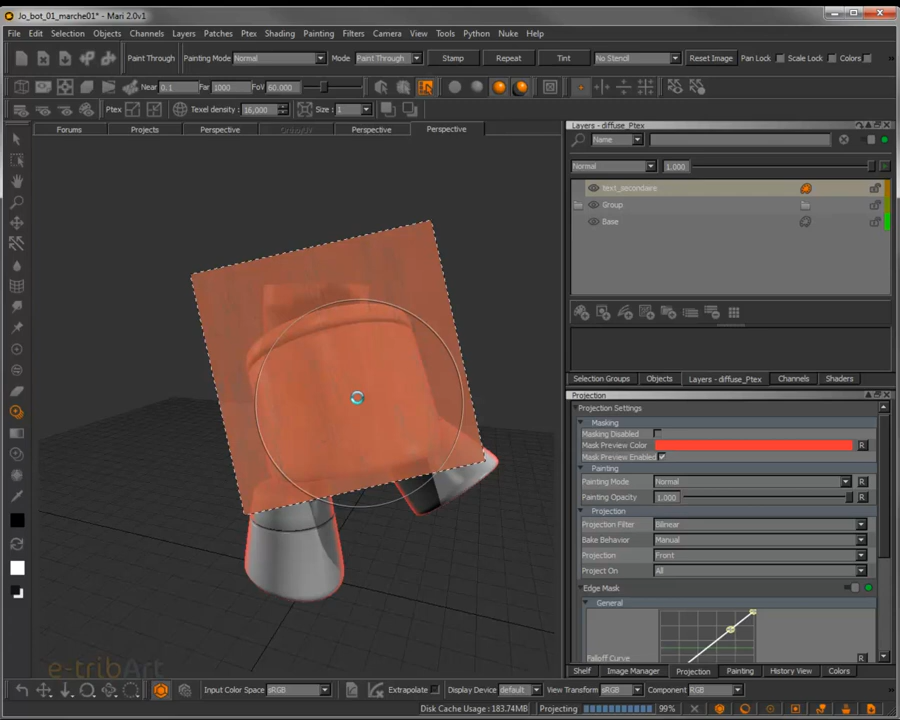 Jo_bot_01_marche01* - Mari 2.0v1
File Edit Selection Objects Channels Layers Patches Ptex Shading Painting Filters Camera View Tools Python Nuke Help
Paint Through Painting Mode Normal Mode Paint Through Stamp Repeat Tint No Stencil Reset Image Pan Lock Scale Lock Colors
Near 0.1 Far 1000 FoV 60.000
Ptex Texel density: 16,000 Size: 1
Forums Projects Perspective Perspective Perspective
Layers - diffuse_Ptex
Name
Normal 1.000
text_secondaire
Group
Base
Selection Groups Objects Layers - diffuse_Ptex Channels Shaders
Projection
Projection Settings
Masking
Masking Disabled
Mask Preview Color R
Mask Preview Enabled
Painting
Painting Mode Normal R
Painting Opacity 1.000 R
Projection
Projection Filter Bilinear
Bake Behavior Manual
Projection Front
Project On All
Edge Mask
General
Falloff Curve R
e-tribArt
Shelf Image Manager Projection Painting History View Colors
Input Color Space sRGB Extrapolate Display Device default View Transform sRGB Component RGB
Disk Cache Usage: 183.74MB Projecting 99%